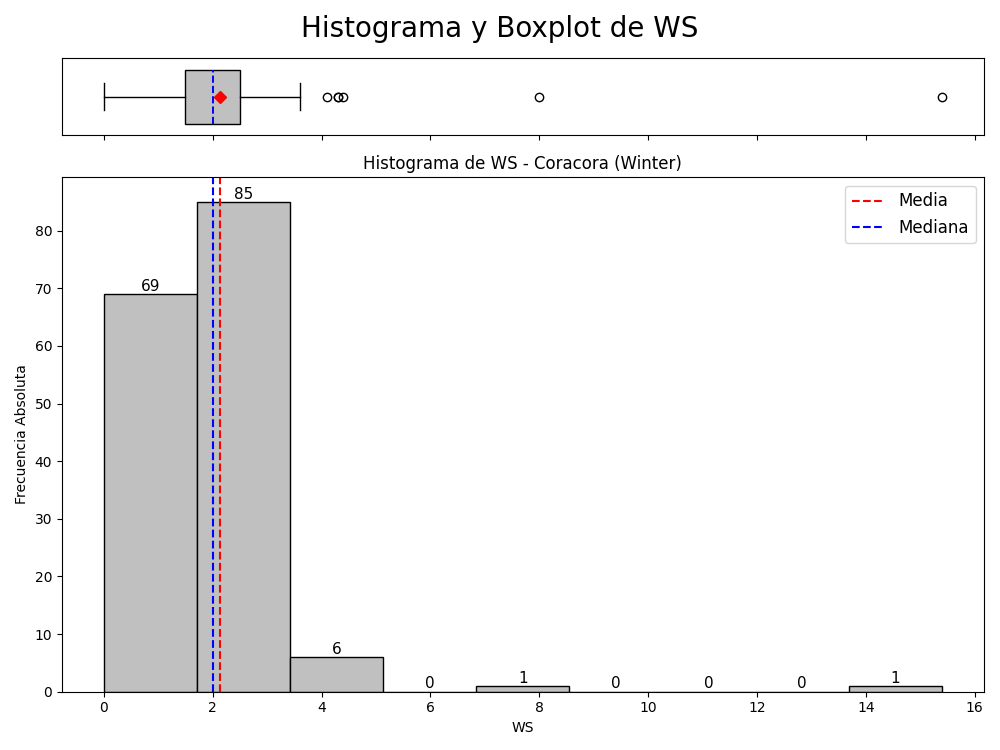 Histograma y Boxplot de WS
Histograma de WS - Coracora (Winter)
Media
Mediana
85
69
6
0
1
0
0
0
1
80
70
60
50
40
30
20
10
0
Frecuencia Absoluta
0 2 4 6 8 10 12 14 16
WS